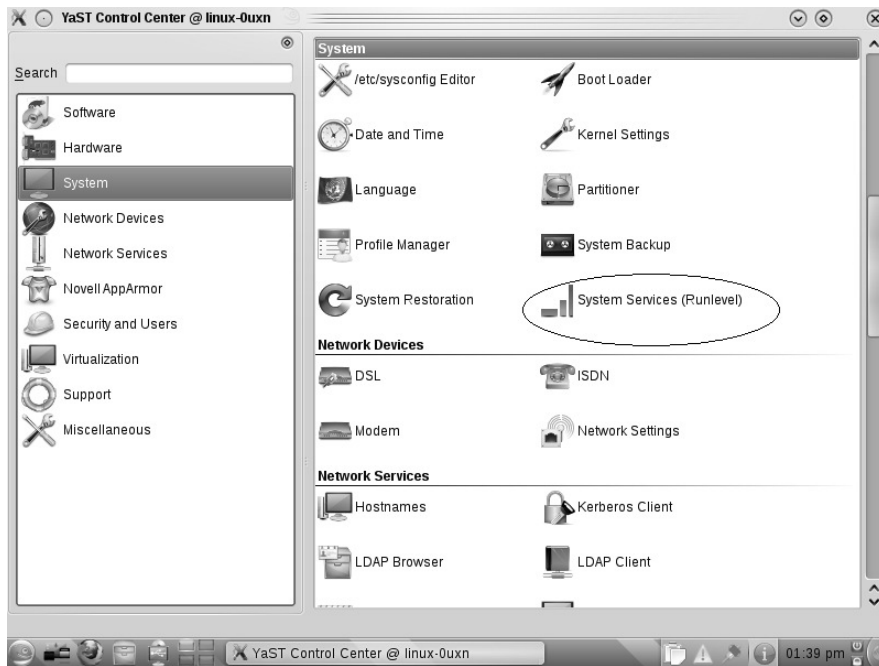 YaST Control Center @ linux-0uxn
Search
Software
Hardware
System
Network Devices
Network Services
Novell AppArmor
Security and Users
Virtualization
Support
Miscellaneous
System
/etc/sysconfig Editor
Boot Loader
Date and Time
Kernel Settings
Language
Partitioner
Profile Manager
System Backup
System Restoration
System Services (Runlevel)
Network Devices
DSL
ISDN
Modem
Network Settings
Network Services
Hostnames
Kerberos Client
LDAP Browser
LDAP Client
YaST Control Center @ linux-0uxn
01:39 pm